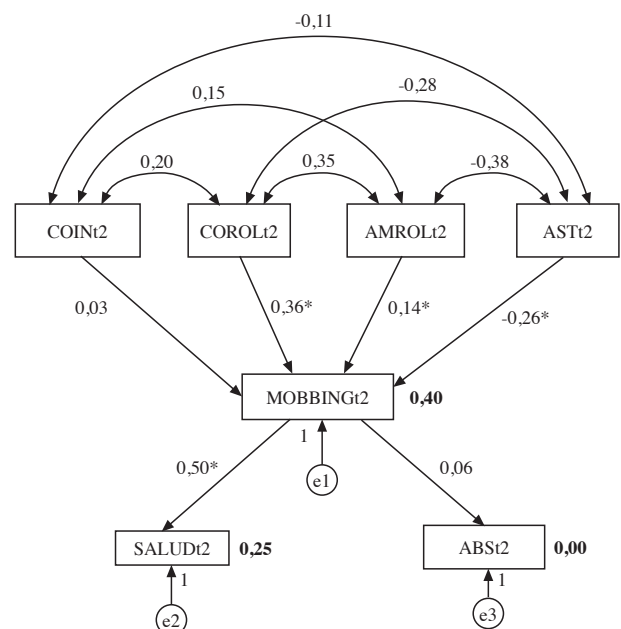 -0,11
-0,28
0,15
0,20
0,35
-0,38
COINt2
COROLt2
AMROLt2
ASTt2
0,03
0,36*
0,14*
-0,26*
MOBBINGt2
0,40
1
0,50*
0,06
e1
SALUDt2
0,25
ABSt2
0,00
1
1
e2
e3